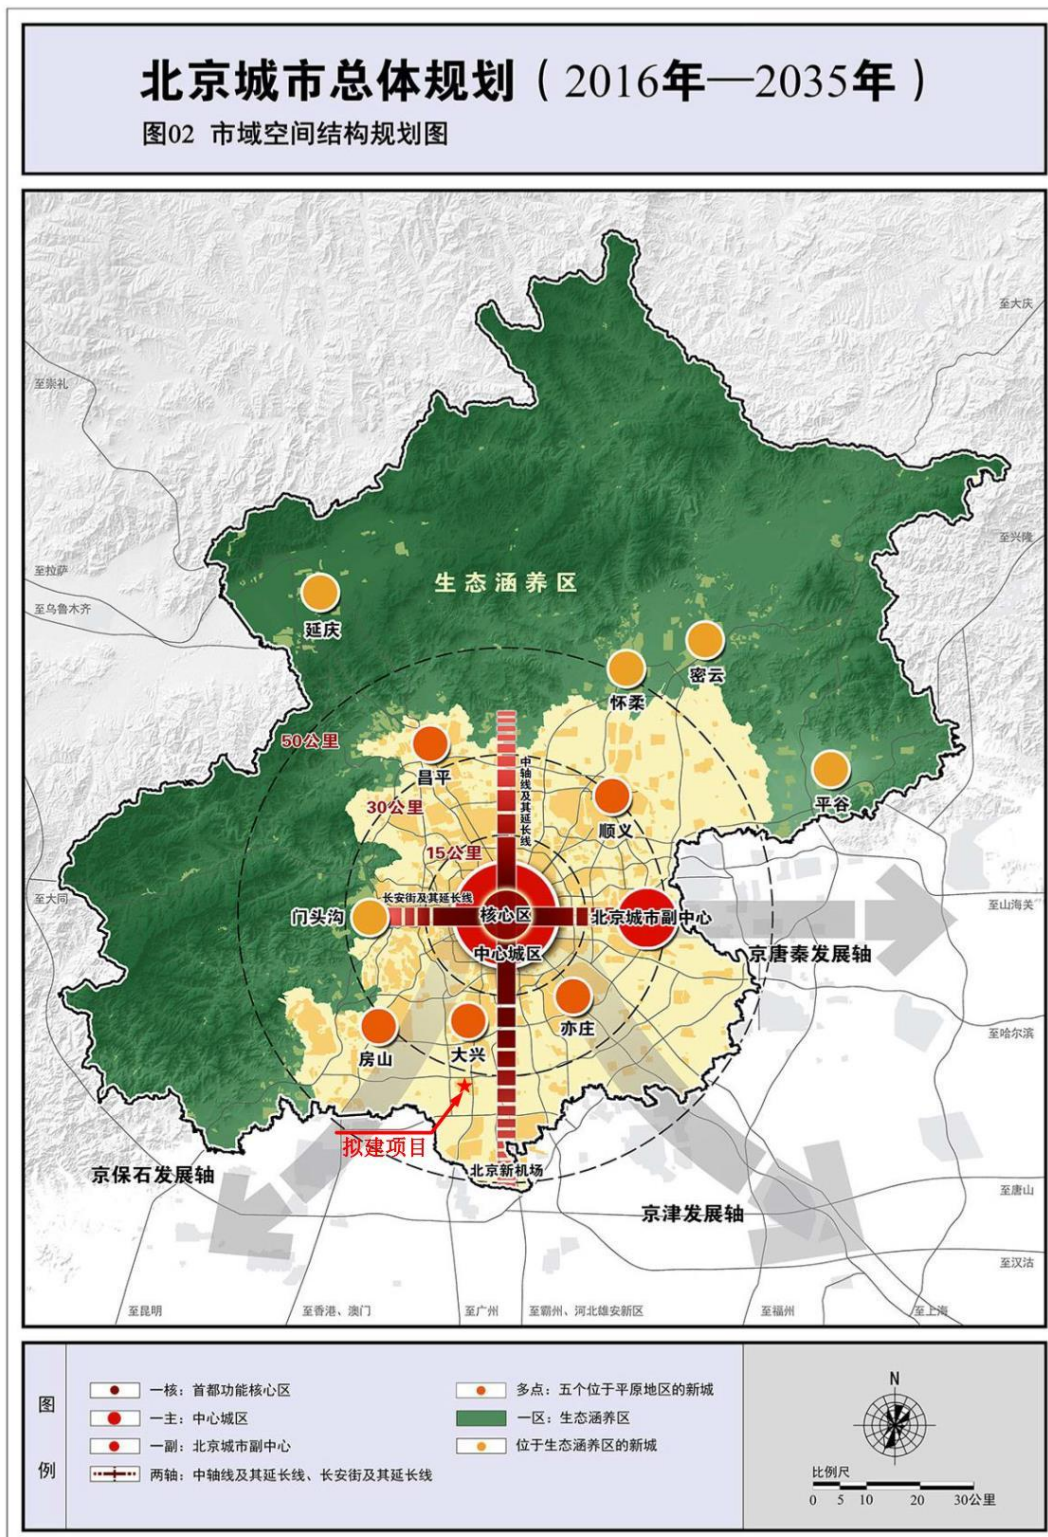 北京城市总体规划（2016年—2035年）
图02 市域空间结构规划图
至大庆
至崇礼
至兴隆
至拉萨
至乌鲁木齐
生态涵养区
延庆
密云
怀柔
50公里
昌平
中轴线及其延长线
平谷
30公里
顺义
15公里
至大同
长安街及其延长线
门头沟
核心区
北京城市副中心
至山海关
中心城区
京唐秦发展轴
亦庄
至哈尔滨
房山
大兴
拟建项目
北京新机场
京保石发展轴
至唐山
京津发展轴
至汉沽
至昆明
至香港、澳门
至广州
至霸州、河北雄安新区
至福州
至上海
图例
一核：首都功能核心区
一主：中心城区
一副：北京城市副中心
两轴：中轴线及其延长线、长安街及其延长线
多点：五个位于平原地区的新城
一区：生态涵养区
位于生态涵养区的新城
N
比例尺
0 5 10 20 30公里